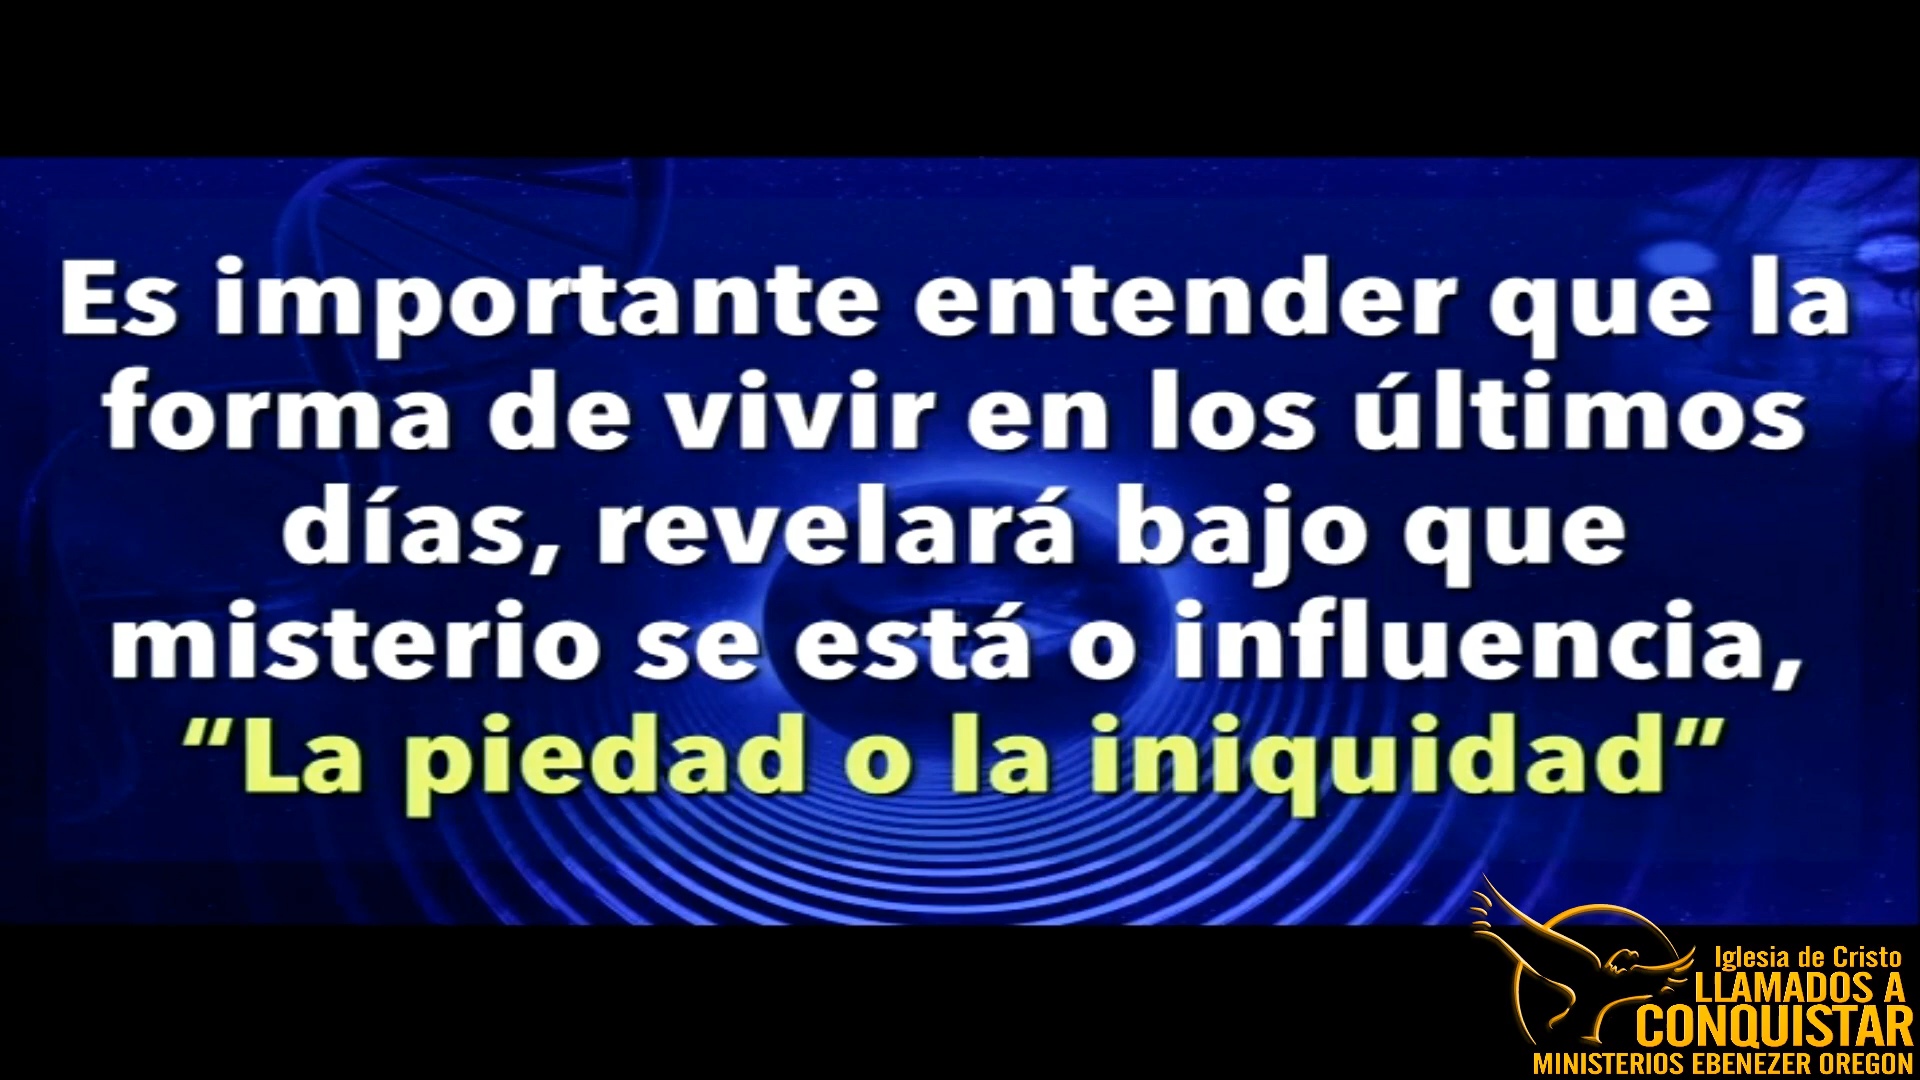 Es importante entender que la
forma de vivir en los últimos
días, revelará bajo que
misterio se está o influencia,
“La piedad o la iniquidad”
Iglesia de Cristo
LLAMADOS A
CONQUISTAR
MINISTERIOS EBENEZER OREGON